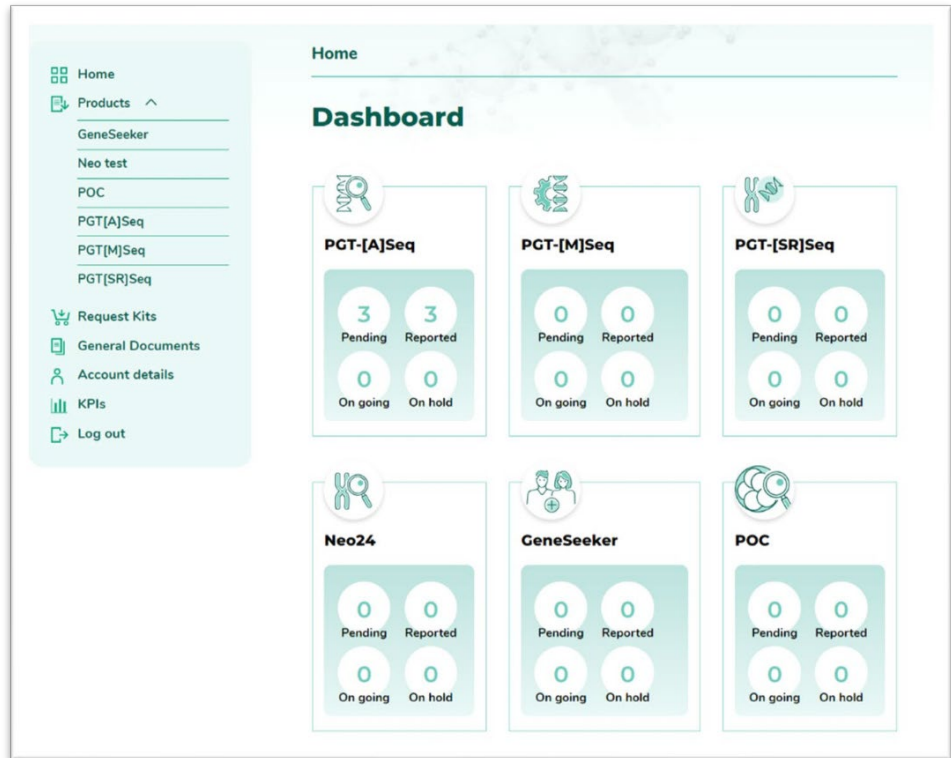 Home
Products
GeneSeeker
Neo test
POC
PGT[A]Seq
PGT[M]Seq
PGT[SR]Seq
Request Kits
General Documents
Account details
KPIs
Log out
Home
Dashboard
PGT-[A]Seq
3 3
Pending Reported
0 0
On going On hold
PGT-[M]Seq
0 0
Pending Reported
0 0
On going On hold
PGT-[SR]Seq
0 0
Pending Reported
0 0
On going On hold
Neo24
0 0
Pending Reported
0 0
On going On hold
GeneSeeker
0 0
Pending Reported
0 0
On going On hold
POC
0 0
Pending Reported
0 0
On going On hold